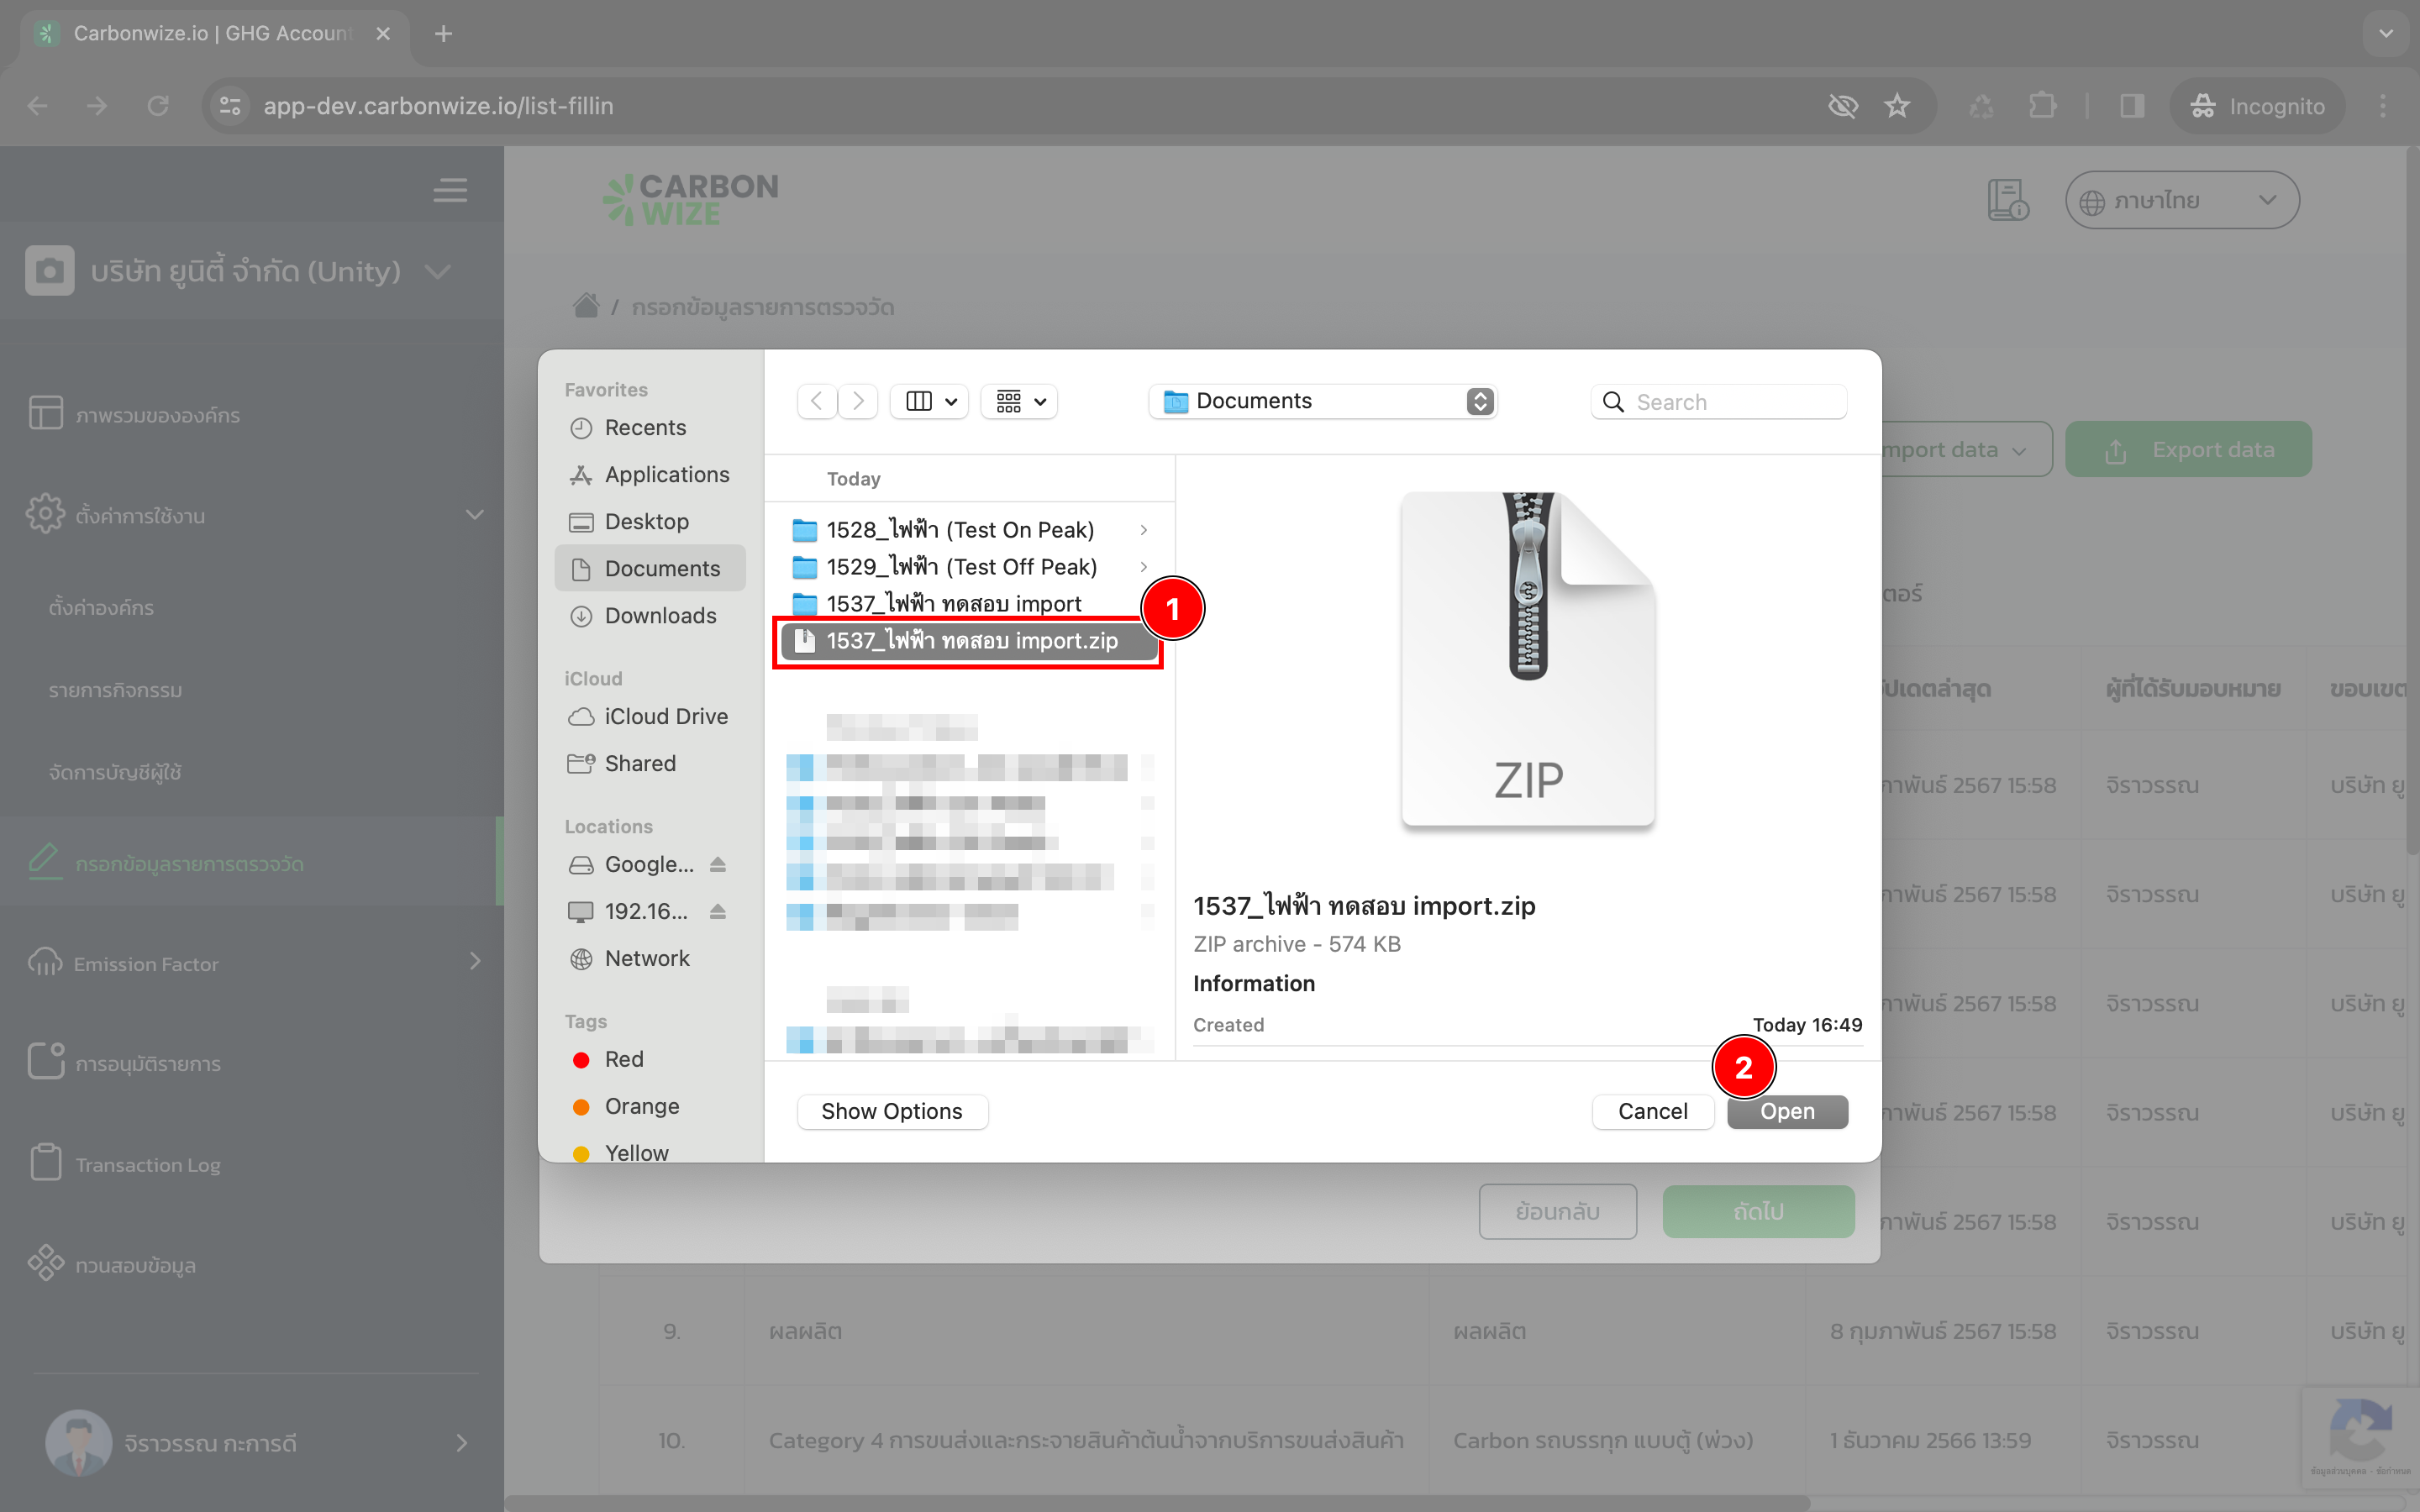 Carbonwize.io | GHG Account
app-dev.carbonwize.io/list-fillin
Incognito
CARBON
WIZE
ภาษาไทย
บริษัท ยูนิตี้ จำกัด (Unity)
/ กรอกข้อมูลรายการตรวจวัด
ภาพรวมขององค์กร
ตั้งค่าการใช้งาน
ตั้งค่าองค์กร
รายการกิจกรรม
จัดการบัญชีผู้ใช้
กรอกข้อมูลรายการตรวจวัด
Emission Factor
การอนุมัติรายการ
Transaction Log
ทวนสอบข้อมูล
จิราวรรณ กะการดี
Favorites
Recents
Applications
Desktop
Documents
Downloads
iCloud
iCloud Drive
Shared
Locations
Google...
192.16...
Network
Tags
Red
Orange
Yellow
Documents
Search
Today
1528_ไฟฟ้า (Test On Peak)
1529_ไฟฟ้า (Test Off Peak)
1537_ไฟฟ้า ทดสอบ import
1537_ไฟฟ้า ทดสอบ import.zip
1
ZIP
1537_ไฟฟ้า ทดสอบ import.zip
ZIP archive - 574 KB
Information
Created Today 16:49
2
Show Options
Cancel
Open
mport data
Export data
ตอร์
ปเดตล่าสุด ผู้ที่ได้รับมอบหมาย ขอบเขต
าพันธ์ 2567 15:58 จิราวรรณ บริษัท ยู
าพันธ์ 2567 15:58 จิราวรรณ บริษัท ยู
าพันธ์ 2567 15:58 จิราวรรณ บริษัท ยู
าพันธ์ 2567 15:58 จิราวรรณ บริษัท ยู
าพันธ์ 2567 15:58 จิราวรรณ บริษัท ยู
ย้อนกลับ
ถัดไป
9. ผลผลิต ผลผลิต 8 กุมภาพันธ์ 2567 15:58 จิราวรรณ บริษัท ยู
10. Category 4 การขนส่งและกระจายสินค้าต้นน้ำจากบริการขนส่งสินค้า Carbon รถบรรทุก แบบตู้ (พ่วง) 1 ธันวาคม 2566 13:59 จิราวรรณ
ข้อมูลส่วนบุคคล - ข้อกำหนด